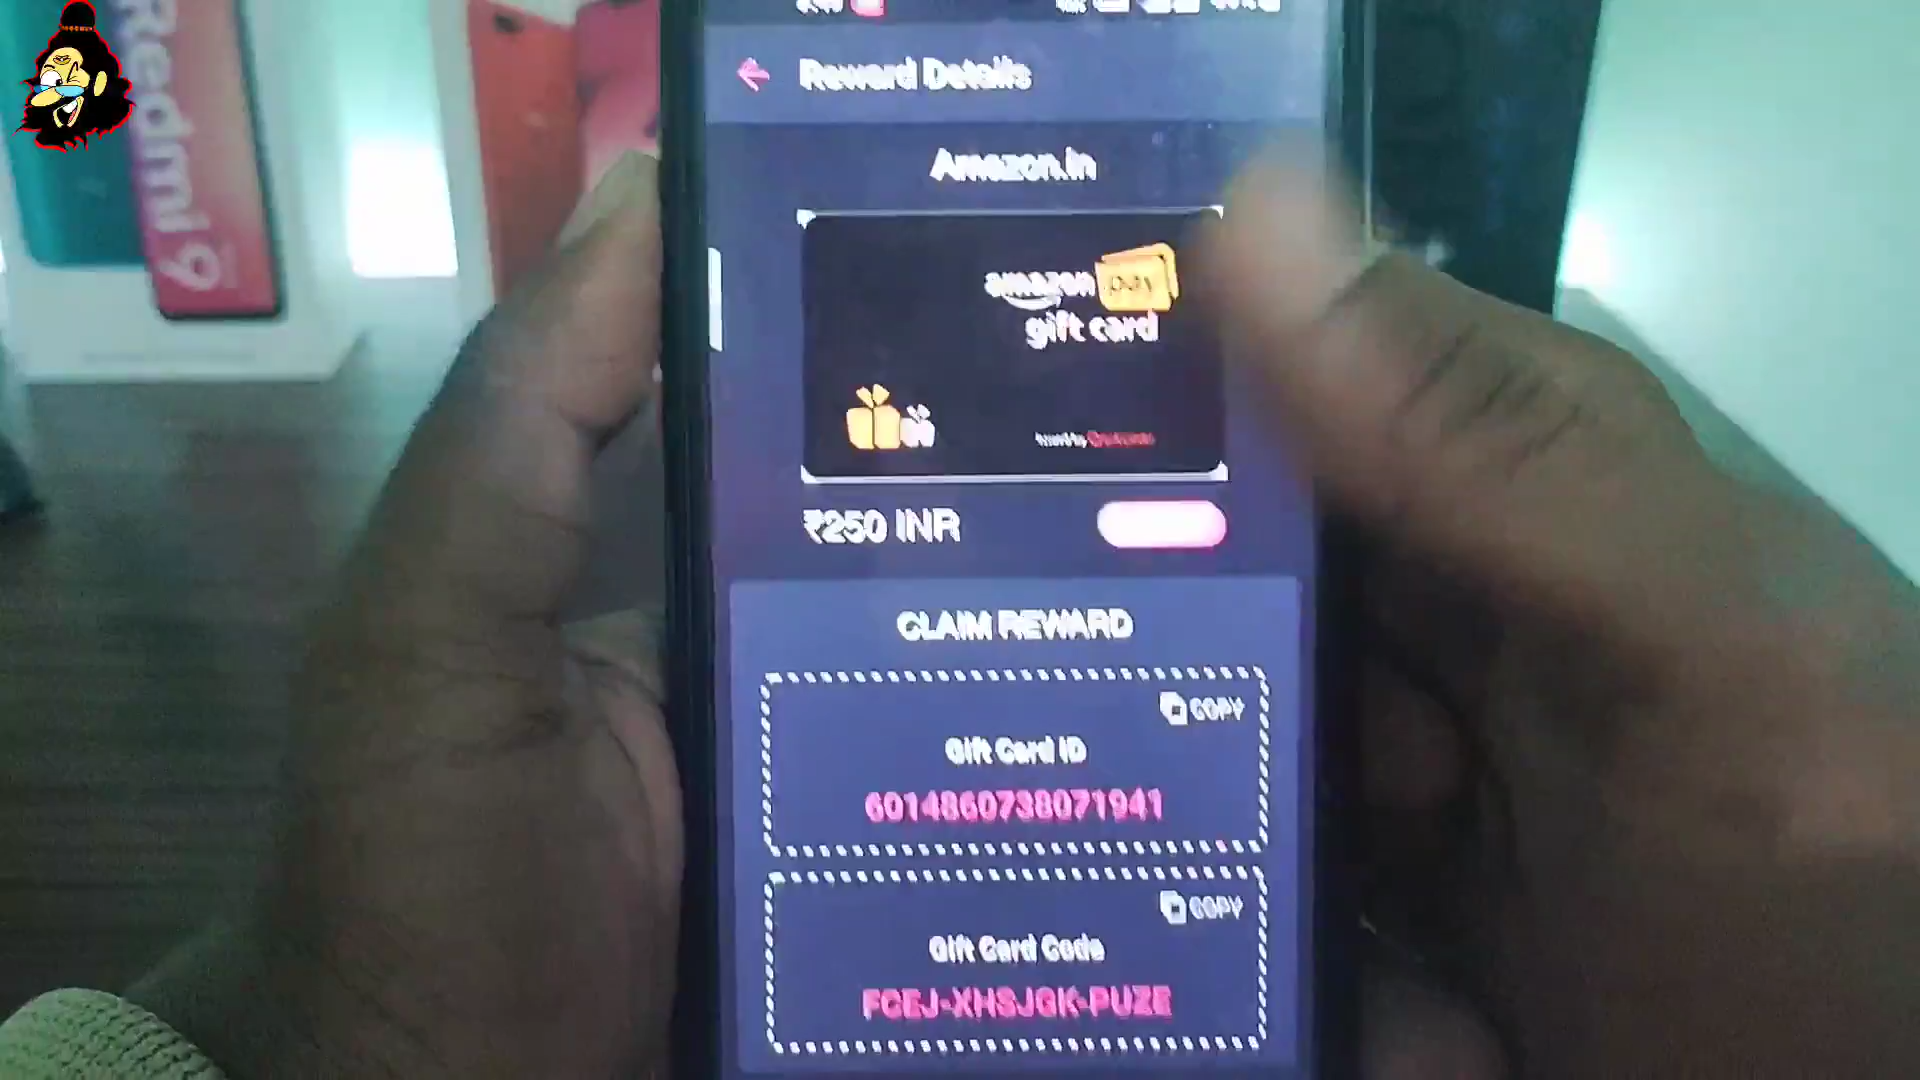 Redmi 9
Reward Details
Amazon.in
amazon pay
gift card
₹250 INR
CLAIM REWARD
COPY
Gift Card ID
6014860738071941
COPY
Gift Card Code
FCEJ-XHSJGK-PUZE